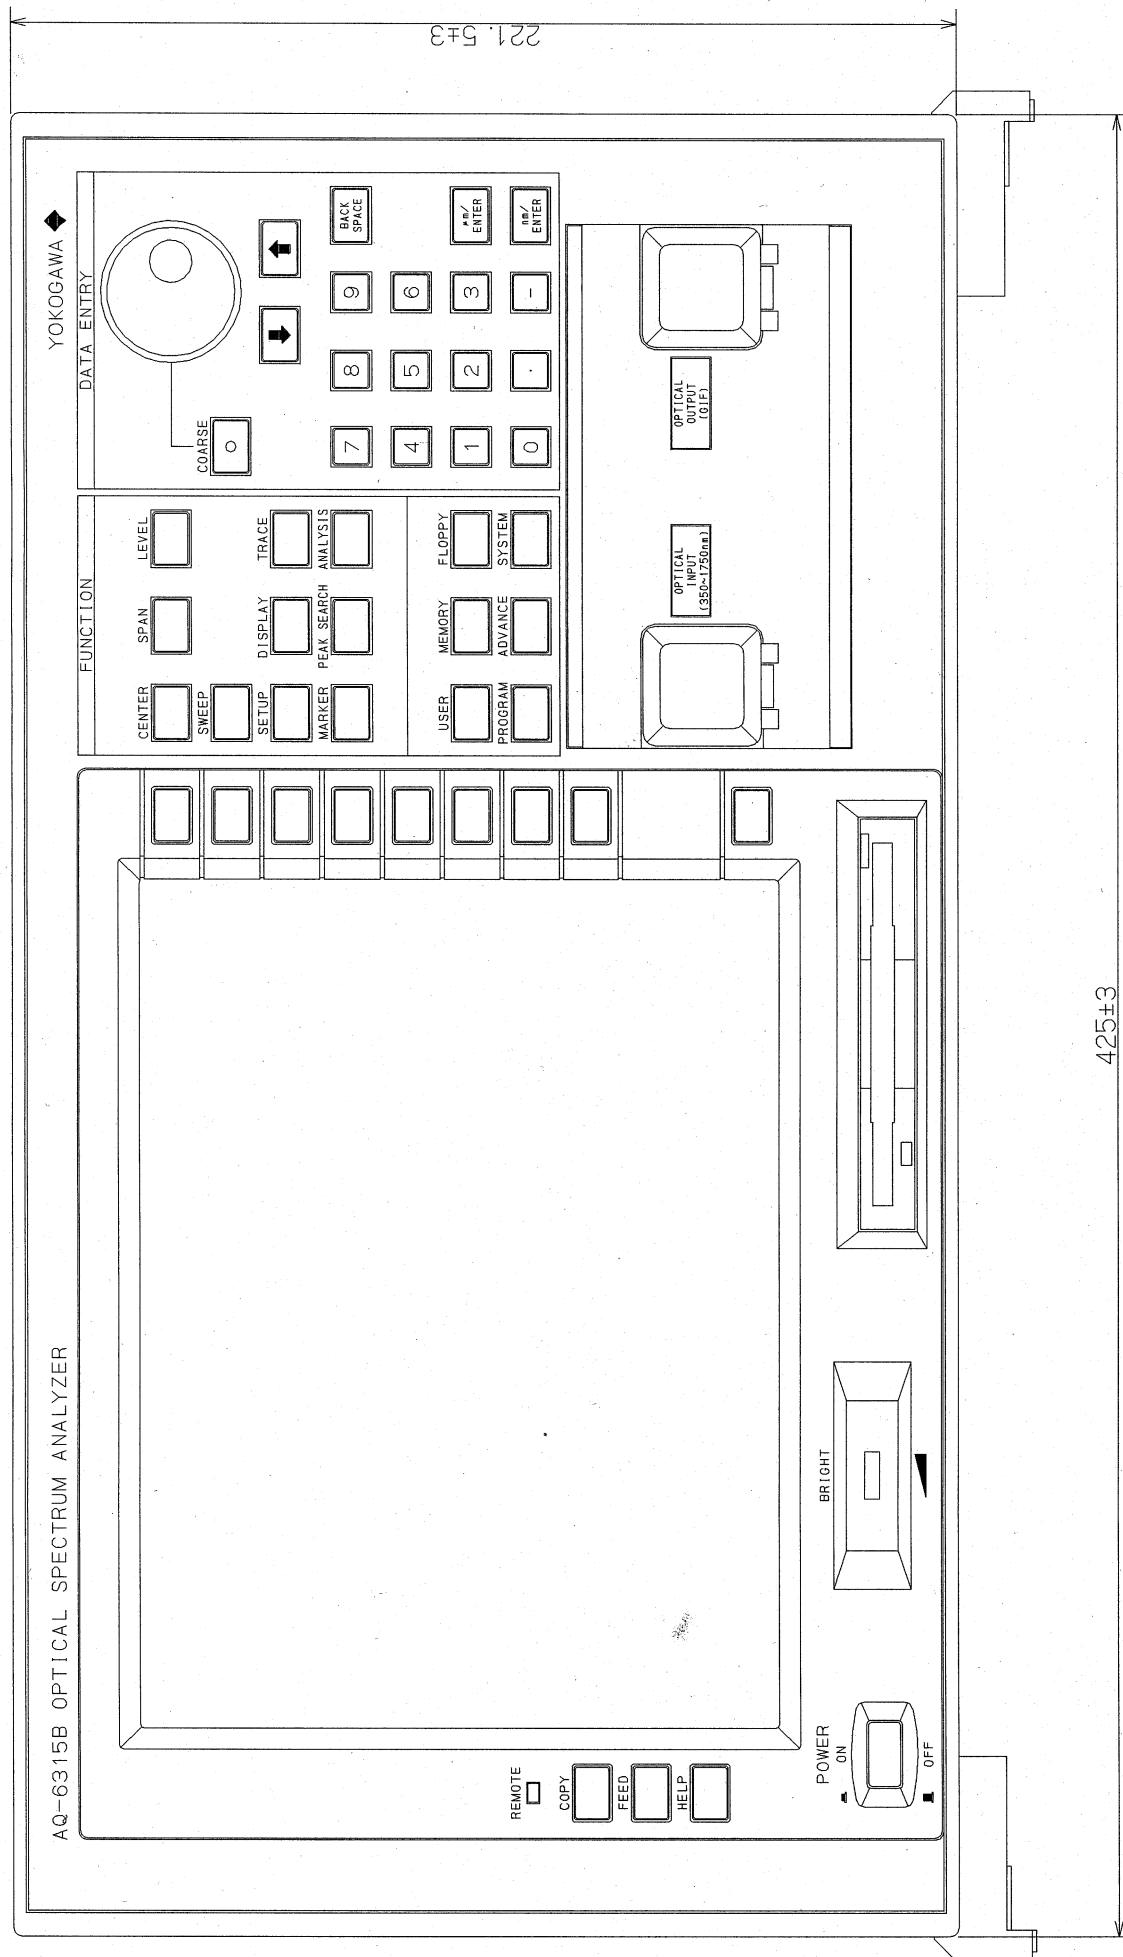 221.5±3
AQ-6315B OPTICAL SPECTRUM ANALYZER
YOKOGAWA
FUNCTION
DATA ENTRY
CENTER
SPAN
LEVEL
SWEEP
COARSE
SETUP
DISPLAY
TRACE
MARKER
PEAK SEARCH
ANALYSIS
7
8
9
BACK
SPACE
4
5
6
USER
MEMORY
FLOPPY
1
2
3
μm/
ENTER
PROGRAM
ADVANCE
SYSTEM
0
.
-
nm/
ENTER
REMOTE
COPY
FEED
HELP
OPTICAL
INPUT
(350~1750nm)
OPTICAL
OUTPUT
(GIF)
POWER
ON
OFF
BRIGHT
425±3